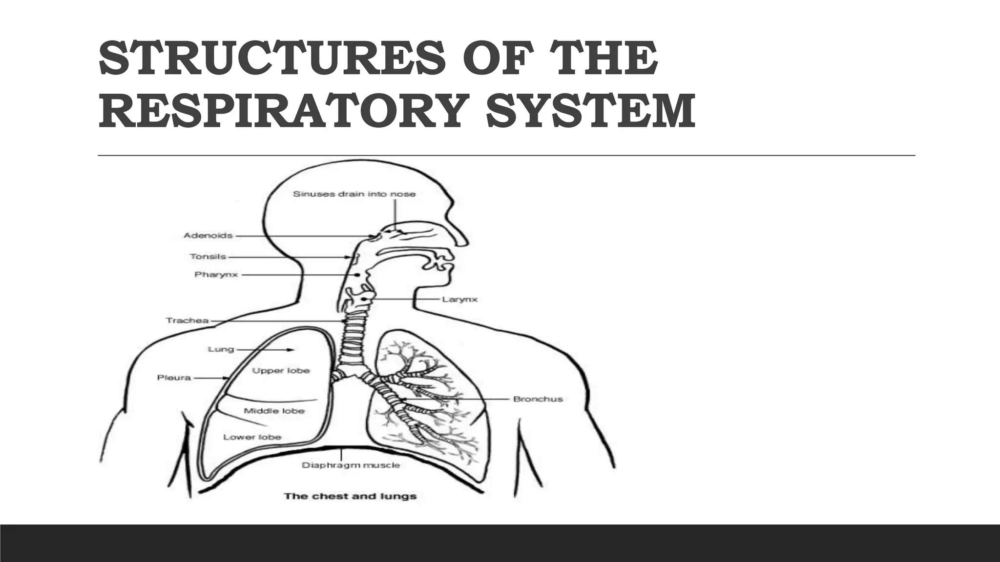 STRUCTURES OF THE
RESPIRATORY SYSTEM
Sinuses drain into nose
Adenoids
Tonsils
Pharynx
Larynx
Trachea
Lung
Upper lobe
Pleura
Bronchus
Middle lobe
Lower lobe
Diaphragm muscle
The chest and lungs